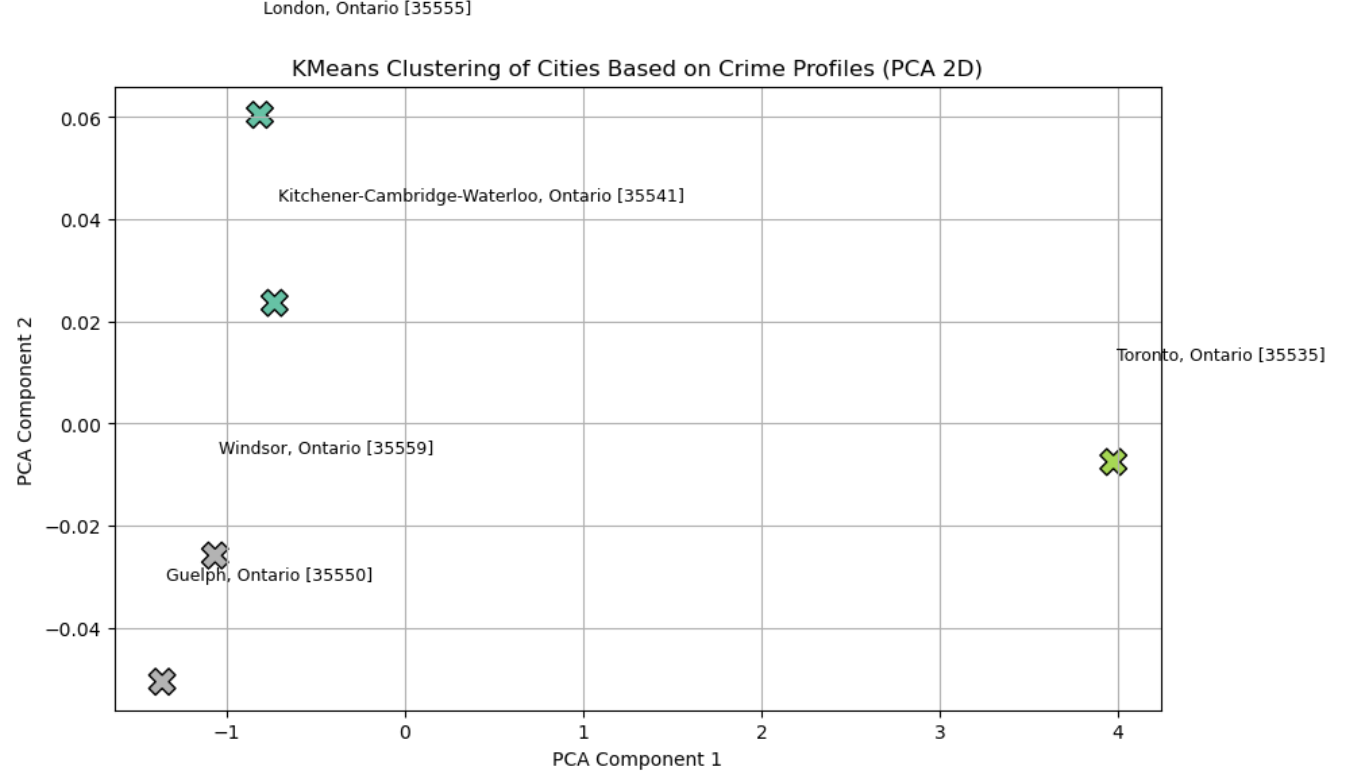 London, Ontario [35555]
KMeans Clustering of Cities Based on Crime Profiles (PCA 2D)
0.06
Kitchener-Cambridge-Waterloo, Ontario [35541]
0.04
0.02
Toronto, Ontario [35535]
0.00
Windsor, Ontario [35559]
−0.02
Guelph, Ontario [35550]
−0.04
PCA Component 2
−1 0 1 2 3 4
PCA Component 1